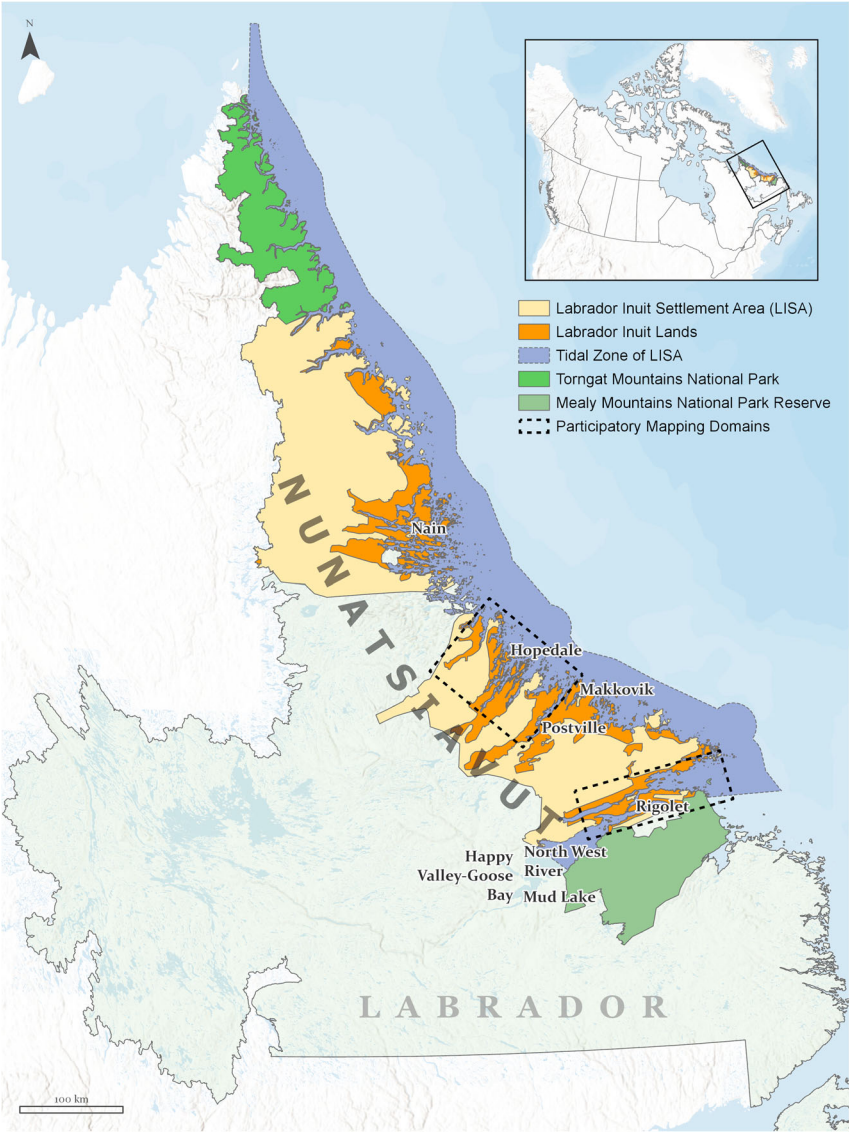 N
Labrador Inuit Settlement Area (LISA)
Labrador Inuit Lands
Tidal Zone of LISA
Torngat Mountains National Park
Mealy Mountains National Park Reserve
Participatory Mapping Domains
NUNATSIAVUT
Nain
Hopedale
Makkovik
Postville
Rigolet
North West
River
Happy
Valley-Goose
Bay
Mud Lake
LABRADOR
100 km